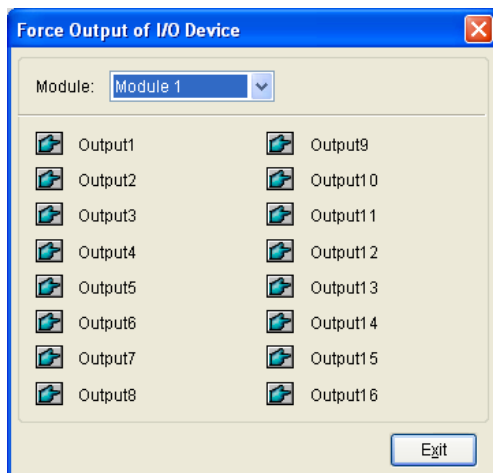 Force Output of I/O Device
Module: Module 1
Output1
Output2
Output3
Output4
Output5
Output6
Output7
Output8
Output9
Output10
Output11
Output12
Output13
Output14
Output15
Output16
Exit